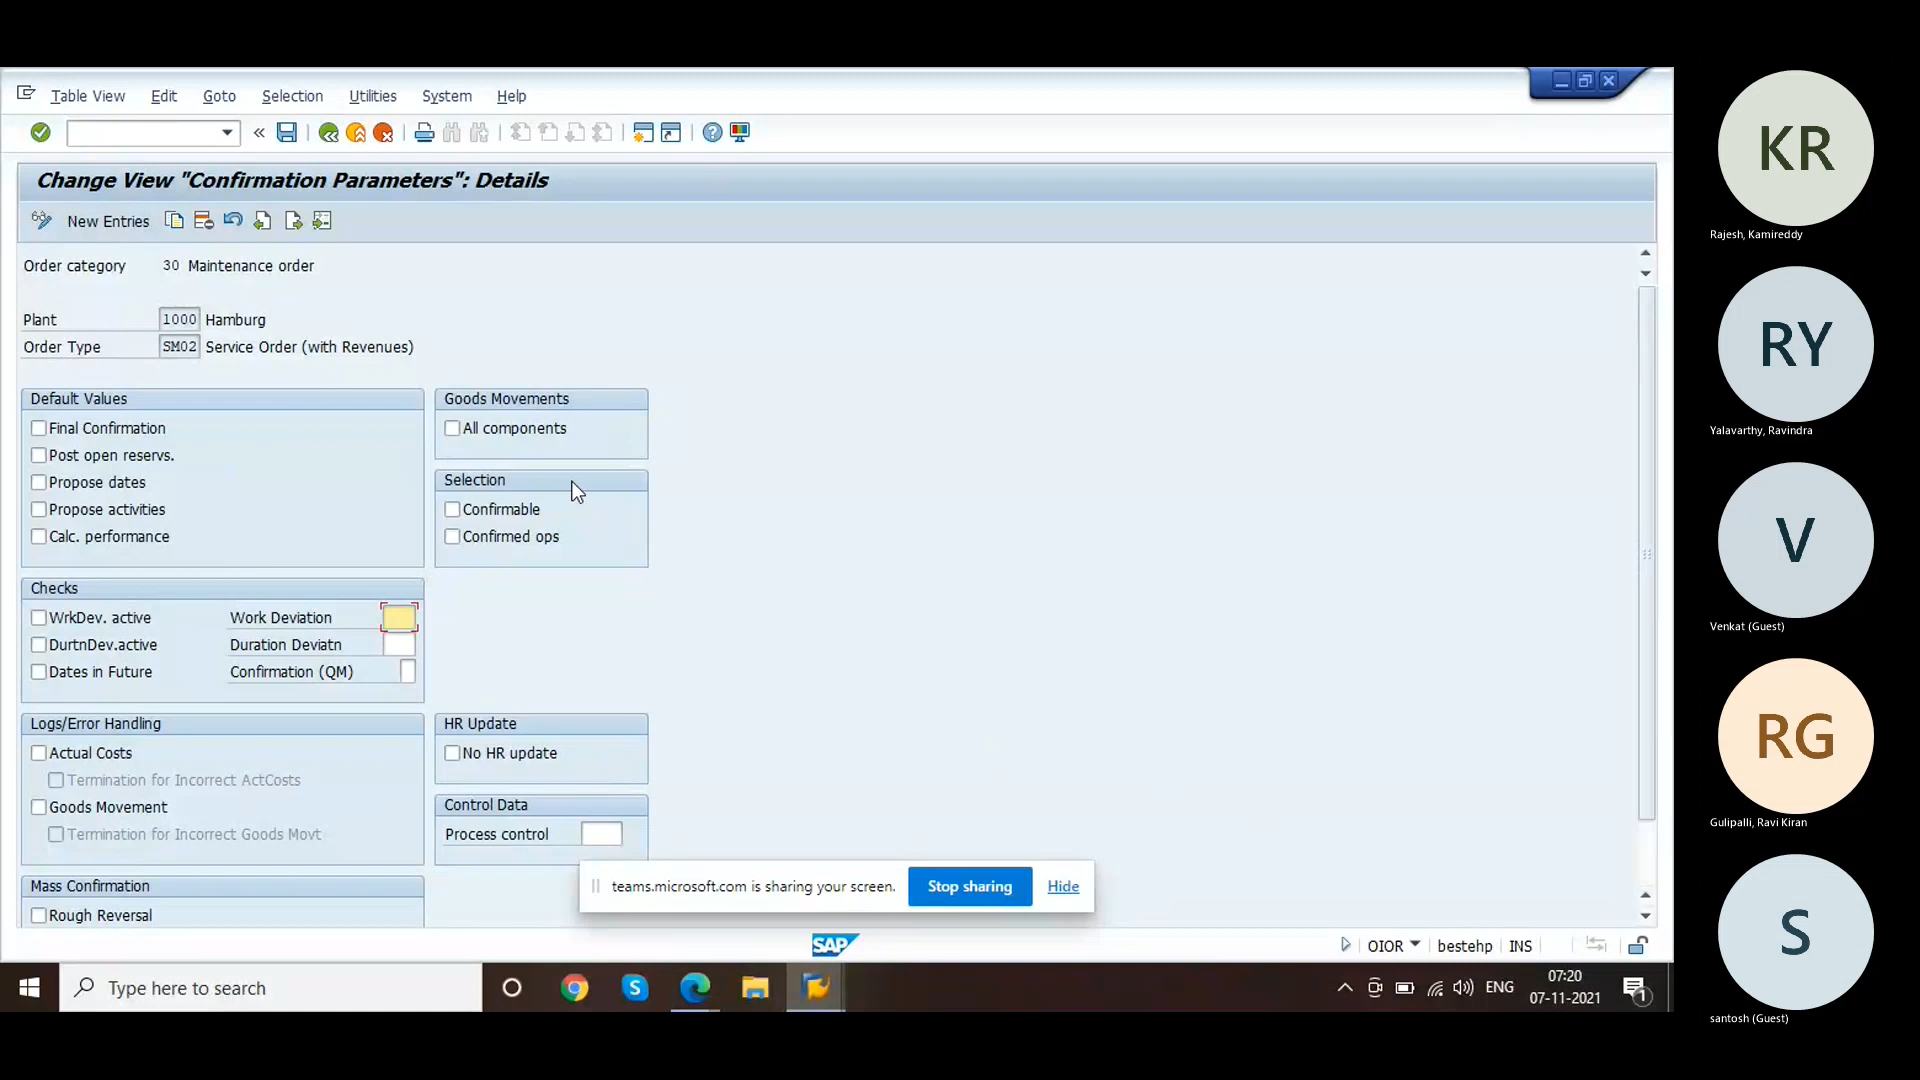 Table View Edit Goto Selection Utilities System Help
Change View "Confirmation Parameters": Details
New Entries
Order category 30 Maintenance order
Plant 1000 Hamburg
Order Type SM02 Service Order (with Revenues)
Default Values
Final Confirmation
Post open reservs.
Propose dates
Propose activities
Calc. performance
Goods Movements
All components
Selection
Confirmable
Confirmed ops
Checks
WrkDev. active Work Deviation
DurtnDev.active Duration Deviatn
Dates in Future Confirmation (QM)
Logs/Error Handling
Actual Costs
Termination for Incorrect ActCosts
Goods Movement
Termination for Incorrect Goods Movt
HR Update
No HR update
Control Data
Process control
Mass Confirmation
Rough Reversal
teams.microsoft.com is sharing your screen. Stop sharing Hide
SAP
OIOR bestehp INS
Type here to search
S
ENG
07:20
07-11-2021
1
KR
Rajesh, Kamireddy
RY
Yalavarthy, Ravindra
V
Venkat (Guest)
RG
Gulipalli, Ravi Kiran
S
santosh (Guest)